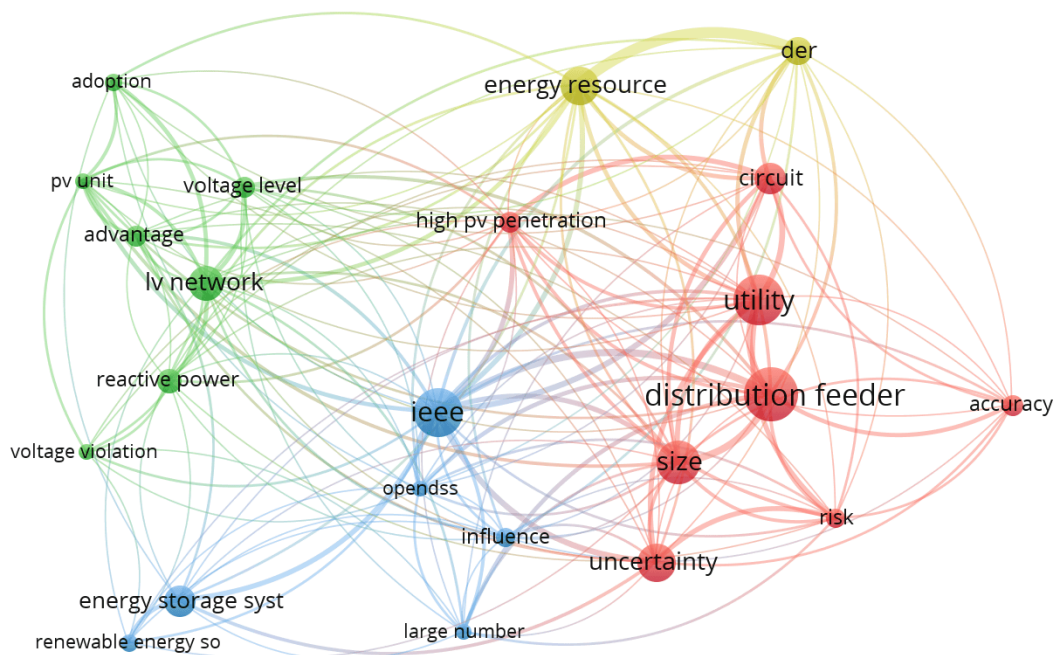 der
adoption
energy resource
pv unit
voltage level
circuit
high pv penetration
advantage
lv network
utility
reactive power
distribution feeder
accuracy
ieee
voltage violation
size
opendss
risk
influence
uncertainty
energy storage syst
large number
renewable energy so